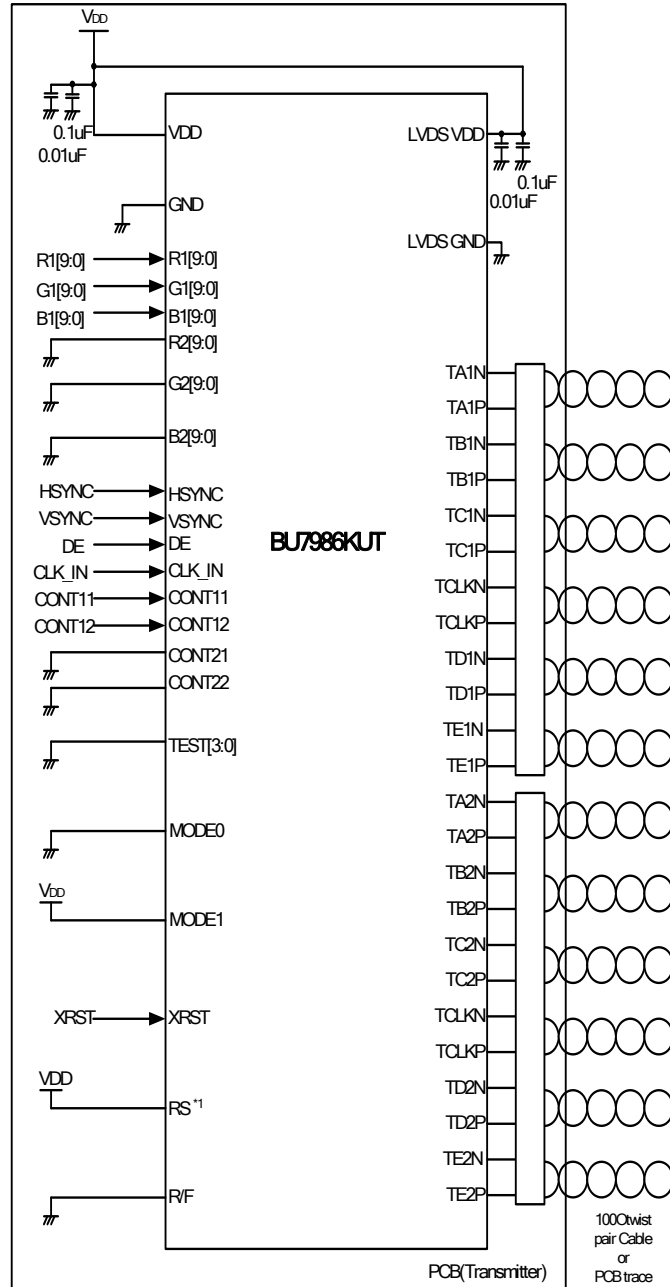 VDD
0.1uF
0.01uF
VDD
LVDS VDD
0.1uF
0.01uF
GND
LVDS GND
R1[9:0]
R1[9:0]
G1[9:0]
G1[9:0]
B1[9:0]
B1[9:0]
R2[9:0]
G2[9:0]
B2[9:0]
HSYNC
HSYNC
VSYNC
VSYNC
DE
DE
CLK_IN
CLK_IN
CONT11
CONT11
CONT12
CONT12
CONT21
CONT22
TEST[3:0]
MODE0
VDD
MODE1
XRST
XRST
VDD
RS *1
R/F
BU7986KUT
TA1N
TA1P
TB1N
TB1P
TC1N
TC1P
TCLKN
TCLKP
TD1N
TD1P
TE1N
TE1P
TA2N
TA2P
TB2N
TB2P
TC2N
TC2P
TCLKN
TCLKP
TD2N
TD2P
TE2N
TE2P
PCB(Transmitter)
100Otwist
pair Cable
or
PCB trace